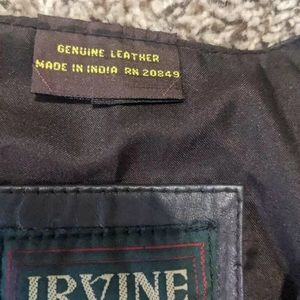 GENUINE LEATHER
MADE IN INDIA RN 20849
IRVINE